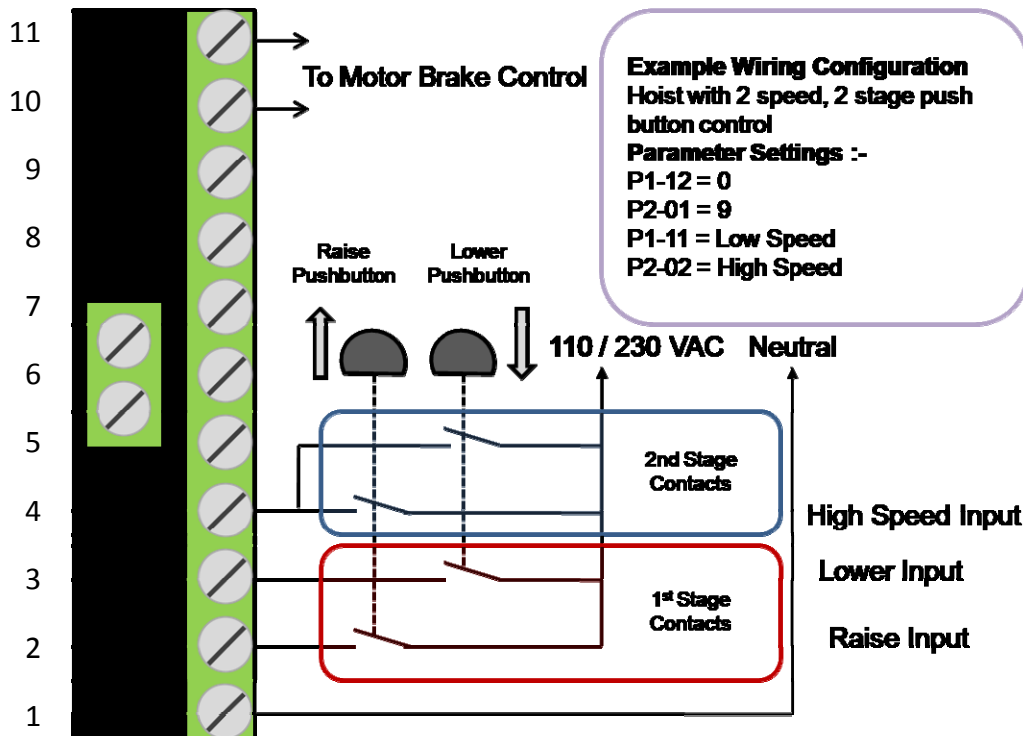 11
10
9
8
7
6
5
4
3
2
1
To Motor Brake Control
Example Wiring Configuration
Hoist with 2 speed, 2 stage push
button control
Parameter Settings :-
P1-12 = 0
P2-01 = 9
P1-11 = Low Speed
P2-02 = High Speed
Raise
Pushbutton
Lower
Pushbutton
110 / 230 VAC
Neutral
2nd Stage
Contacts
High Speed Input
1st Stage
Contacts
Lower Input
Raise Input